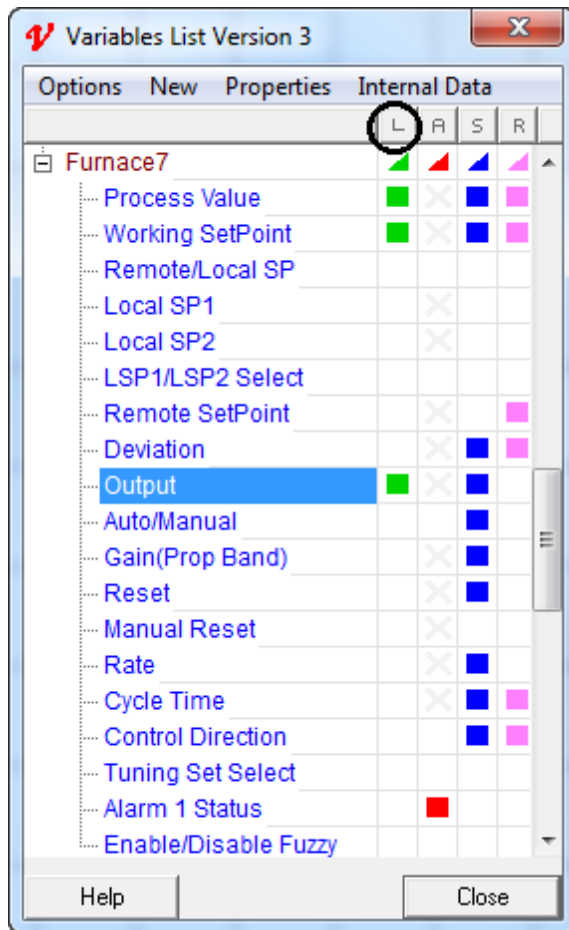 Variables List Version 3
Options New Properties Internal Data
L A S R
Furnace7
Process Value
Working SetPoint
Remote/Local SP
Local SP1
Local SP2
LSP1/LSP2 Select
Remote SetPoint
Deviation
Output
Auto/Manual
Gain(Prop Band)
Reset
Manual Reset
Rate
Cycle Time
Control Direction
Tuning Set Select
Alarm 1 Status
Enable/Disable Fuzzy
Help Close